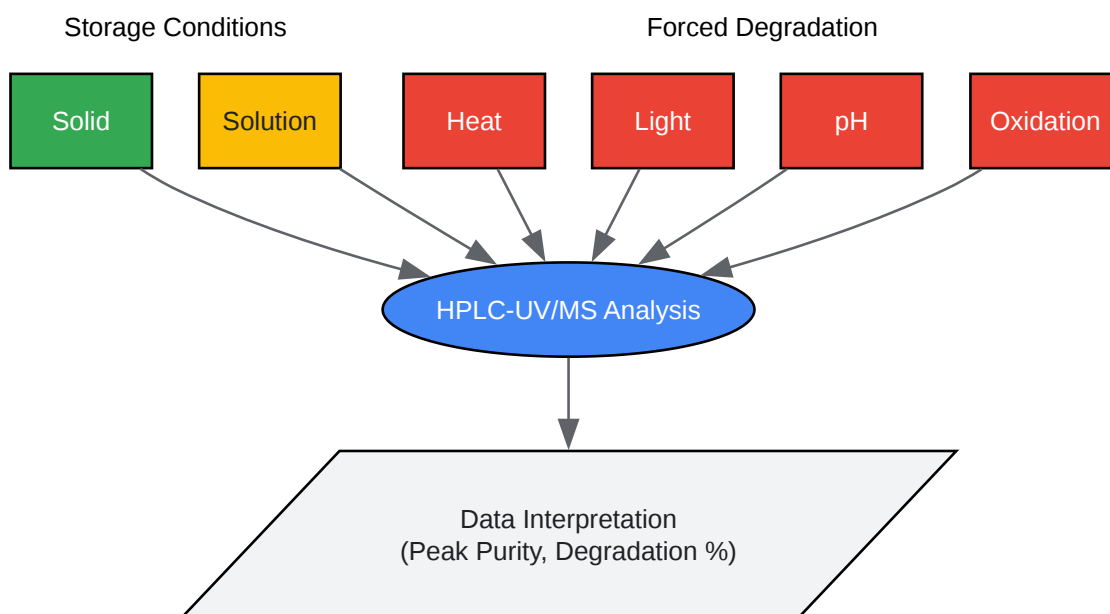 Storage Conditions
Forced Degradation
Solid
Solution
Heat
Light
pH
Oxidation
HPLC-UV/MS Analysis
Data Interpretation
(Peak Purity, Degradation %)